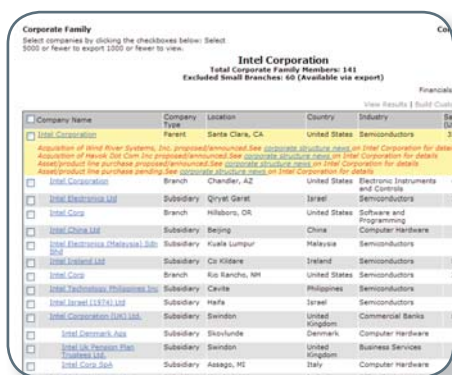 Corporate Family
Select companies by clicking the checkboxes below: Select
5000 or fewer to export 1000 or fewer to view.
Intel Corporation
Total Corporate Family Members: 141
Excluded Small Branches: 60 (Available via export)
Financials
View Results | Build Cust
Company Name Company Type Location Country Industry
Intel Corporation Parent Santa Clara, CA United States Semiconductors
Acquisition of Wind River Systems, Inc. proposed/announced.See corporate structure news on Intel Corporation for
Acquisition of Havok Dot Com Inc proposed/announced.See corporate structure news on Intel Corporation for details
Asset/product line purchase proposed/announced.See corporate structure news on Intel Corporation for details
Asset/product line purchase pending.See corporate structure news on Intel Corporation for details
Intel Corporation Branch Chandler, AZ United States Electronic Instruments and Controls
Intel Electronics Ltd Subsidiary Qiryat Garat Israel Semiconductors
Intel Corp Branch Hillsboro, OR United States Software and Programming
Intel China Ltd Subsidiary Beijing China Computer Hardware
Intel Electronics (Malaysia) Sdn Bhd Subsidiary Kuala Lumpur Malaysia Semiconductors
Intel Ireland Ltd Subsidiary Co Kildare Ireland Semiconductors
Intel Corp Branch Rio Rancho, NM United States Semiconductors
Intel Technology Philippines Inc Subsidiary Cavite Philippines Semiconductors
Intel Israel (1974) Ltd Subsidiary Haifa Israel Semiconductors
Intel Corporation (UK) Ltd. Subsidiary Swindon United Kingdom Commercial Banks
Intel Denmark Aps Subsidiary Skovlunde Denmark Computer Hardware
Intel Uk Pension Plan Trustees Ltd. Subsidiary Swindon United Kingdom Business Services
Intel Corp SpA Subsidiary Assago, MI Italy Computer Hardware